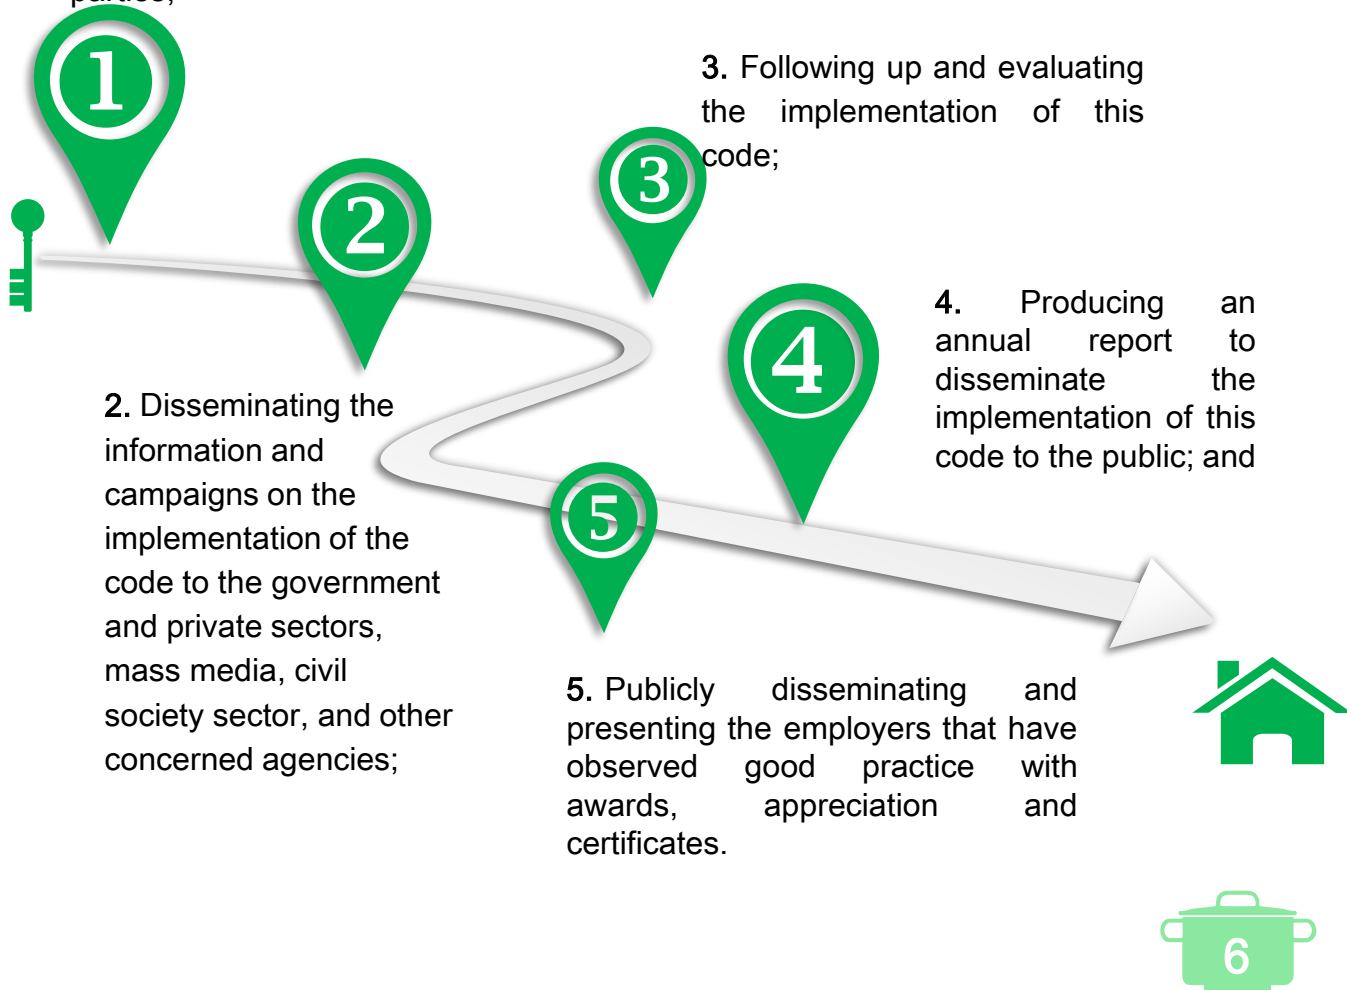 parties;
1
3. Following up and evaluating
the implementation of this
code;
3
2
4. Producing an
annual report to
disseminate the
implementation of this
code to the public; and
4
2. Disseminating the
information and
campaigns on the
implementation of the
code to the government
and private sectors,
mass media, civil
society sector, and other
concerned agencies;
5
5. Publicly disseminating and
presenting the employers that have
observed good practice with
awards, appreciation and
certificates.
6